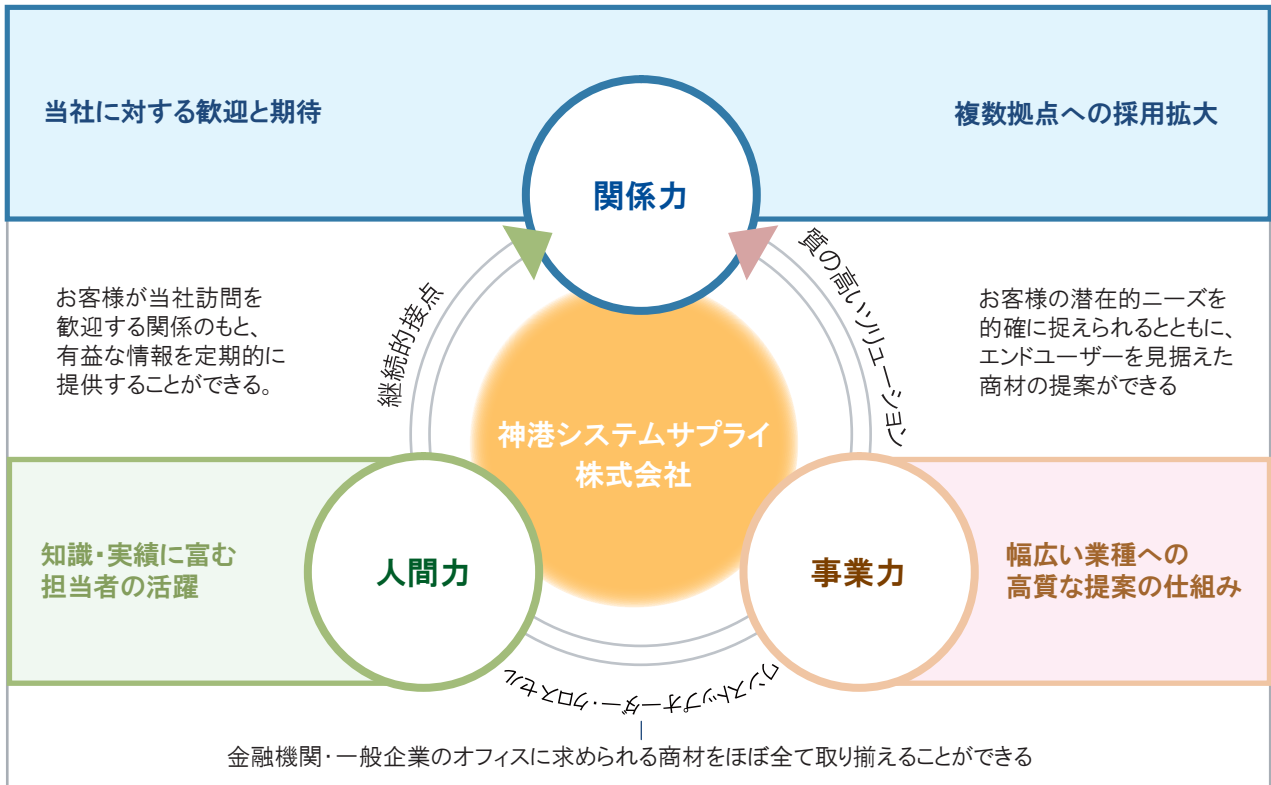 当社に対する歓迎と期待
複数拠点への採用拡大
関係力
継続的接点
質の高いソリューション
お客様が当社訪問を
歓迎する関係のもと、
有益な情報を定期的に
提供することができる。
お客様の潜在的ニーズを
的確に捉えられるとともに、
エンドユーザーを見据えた
商材の提案ができる
神港システムサプライ
株式会社
知識・実績に富む
担当者の活躍
人間力
事業力
幅広い業種への
高質な提案の仕組み
ワンストップオーダー・クロスセル
金融機関・一般企業のオフィスに求められる商材をほぼ全て取り揃えることができる